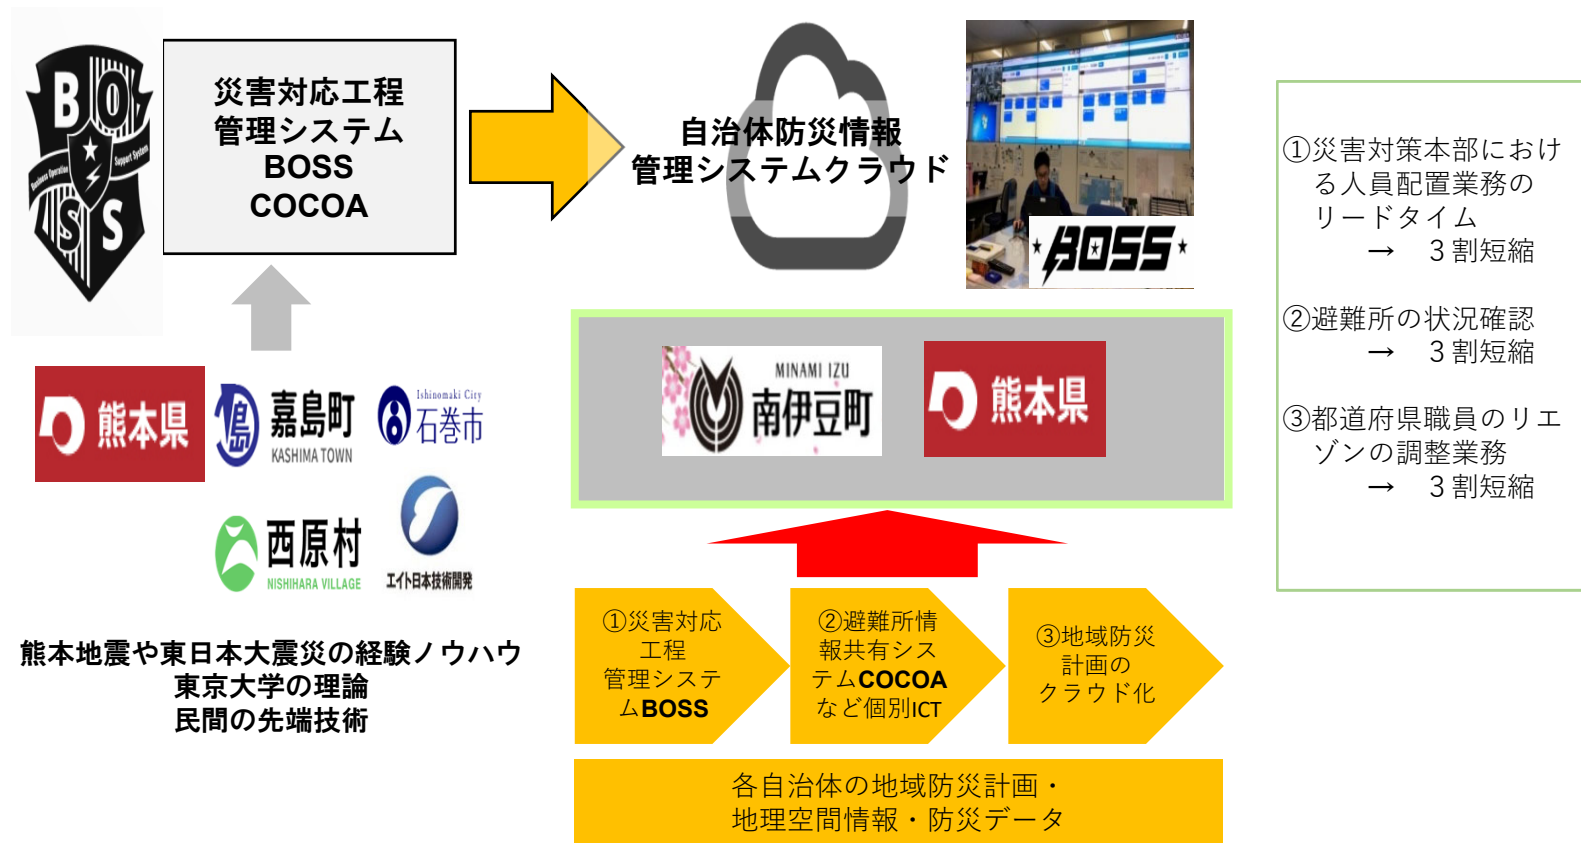 BOSS
Business Operation
Support System
災害対応工程
管理システム
BOSS
COCOA
自治体防災情報
管理システムクラウド
BOSS
熊本県
嘉島町
KASHIMA TOWN
Ishinomaki City
石巻市
西原村
NISHIHARA VILLAGE
エイト日本技術開発
熊本地震や東日本大震災の経験ノウハウ
東京大学の理論
民間の先端技術
MINAMI IZU
南伊豆町
熊本県
①災害対応
工程
管理システ
ムBOSS
②避難所情
報共有シス
テムCOCOA
など個別ICT
③地域防災
計画の
クラウド化
各自治体の地域防災計画・
地理空間情報・防災データ
①災害対策本部におけ
る人員配置業務の
リードタイム
→ ３割短縮
②避難所の状況確認
→ ３割短縮
③都道府県職員のリエ
ゾンの調整業務
→ ３割短縮